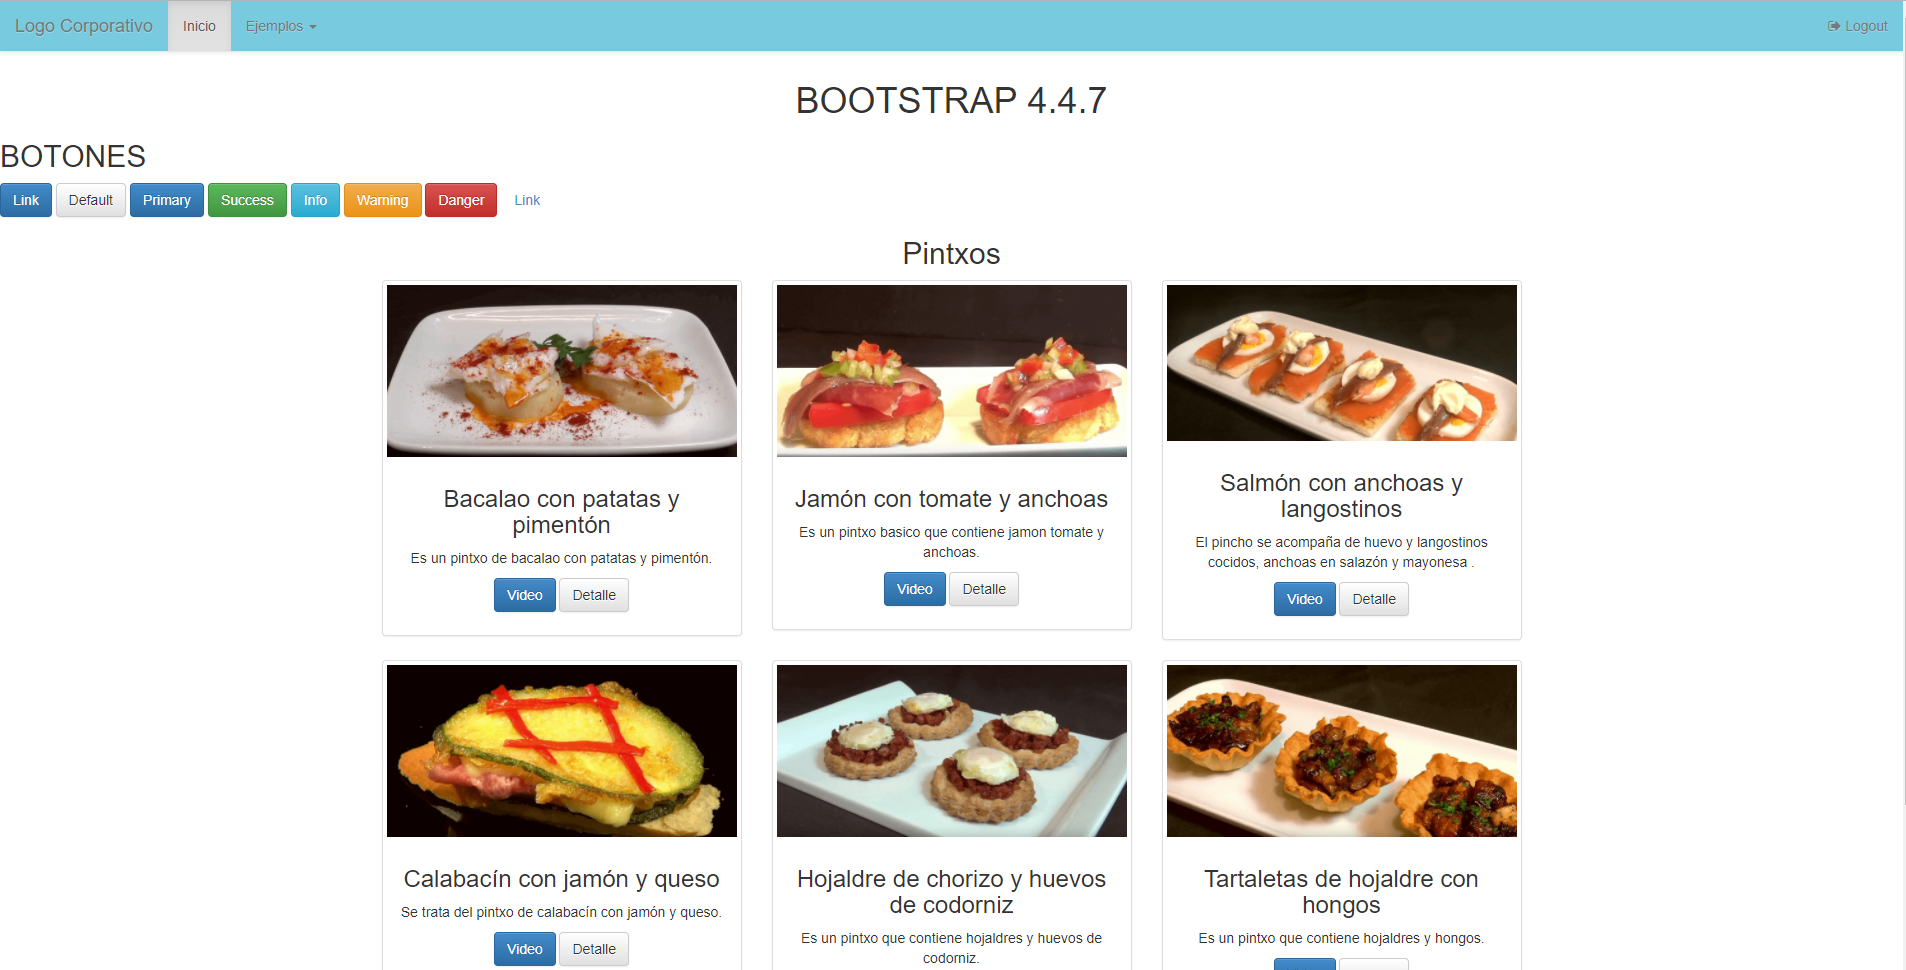 Logo Corporativo Inicio Ejemplos Logout
BOOTSTRAP 4.4.7
BOTONES
Link Default Primary Success Info Warning Danger Link
Pintxos
Bacalao con patatas y
pimentón
Es un pintxo de bacalao con patatas y pimentón.
Video Detalle
Jamón con tomate y anchoas
Es un pintxo basico que contiene jamon tomate y
anchoas.
Video Detalle
Salmón con anchoas y
langostinos
El pincho se acompaña de huevo y langostinos
cocidos, anchoas en salazón y mayonesa .
Video Detalle
Calabacín con jamón y queso
Se trata del pintxo de calabacín con jamón y queso.
Video Detalle
Hojaldre de chorizo y huevos
de codorniz
Es un pintxo que contiene hojaldres y huevos de
codorniz.
Tartaletas de hojaldre con
hongos
Es un pintxo que contiene hojaldres y hongos.